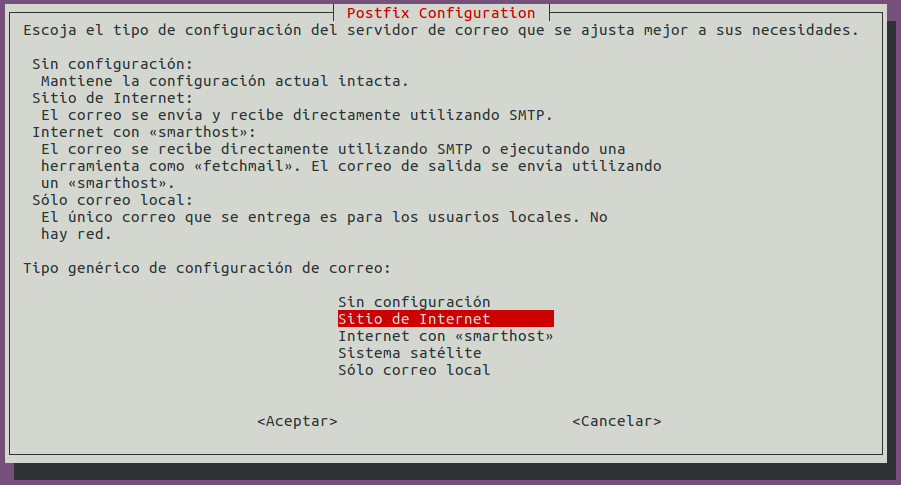 Postfix Configuration
Escoja el tipo de configuración del servidor de correo que se ajusta mejor a sus necesidades.
Sin configuración:
Mantiene la configuración actual intacta.
Sitio de Internet:
El correo se envía y recibe directamente utilizando SMTP.
Internet con «smarthost»:
El correo se recibe directamente utilizando SMTP o ejecutando una
herramienta como «fetchmail». El correo de salida se envía utilizando
un «smarthost».
Sólo correo local:
El único correo que se entrega es para los usuarios locales. No
hay red.
Tipo genérico de configuración de correo:
Sin configuración
Sitio de Internet
Internet con «smarthost»
Sistema satélite
Sólo correo local
<Aceptar> <Cancelar>